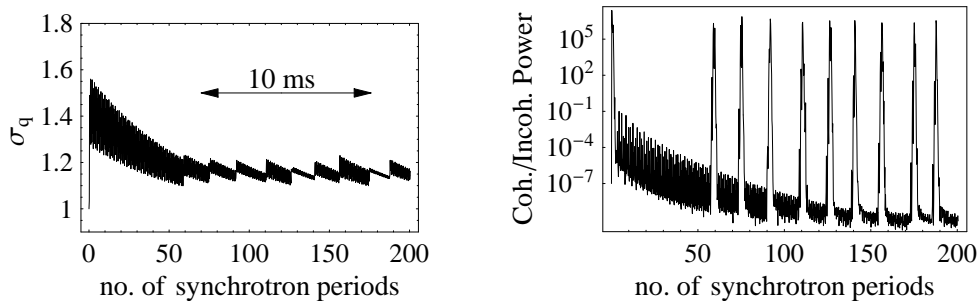 1.8
1.6
1.4
1.2
1
σq
10 ms
0 50 100 150 200
no. of synchrotron periods
10^5
10^2
10^-1
10^-4
10^-7
Coh./Incoh. Power
50 100 150 200
no. of synchrotron periods